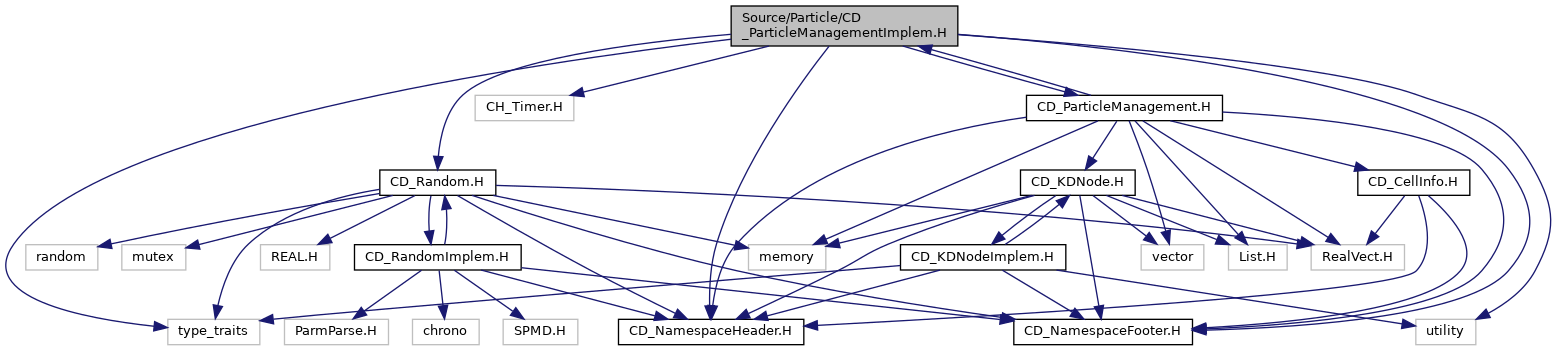 Source/Particle/CD
_ParticleManagementImplem.H
CH_Timer.H
CD_ParticleManagement.H
CD_Random.H
CD_KDNode.H
CD_CellInfo.H
random
mutex
REAL.H
CD_RandomImplem.H
memory
CD_KDNodeImplem.H
vector
List.H
RealVect.H
type_traits
ParmParse.H
chrono
SPMD.H
CD_NamespaceHeader.H
CD_NamespaceFooter.H
utility